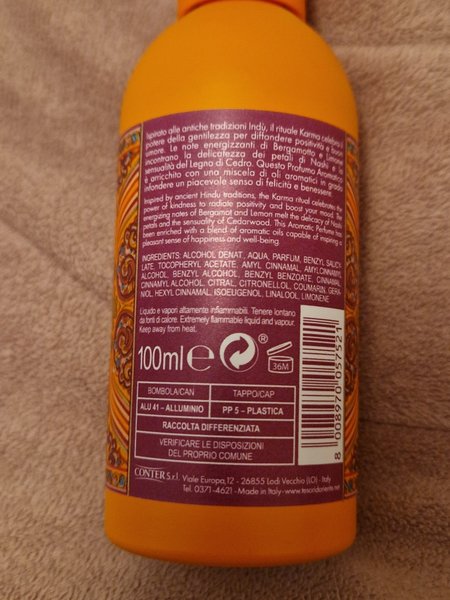 Ispirato alle antiche tradizioni Indù, il rituale Karma celebra il
potere della gentilezza per diffondere positività e buon
umore. Le note energizzanti di Bergamotto e Limone
incontrano la delicatezza dei petali di Nashi e la
sensualità del Legno di Cedro. Questo Profumo Aromatico
è arricchito con una miscela di oli aromatici in grado di
infondere un piacevole senso di felicità e benessere.
Inspired by ancient Hindu traditions, the Karma ritual celebrates the
power of kindness to radiate positivity and boost your mood. The
energizing notes of Bergamot and Lemon melt the delicacy of Nashi
and the sensuality of Cedarwood. This Aromatic Perfume has
been enriched with a blend of aromatic oils capable of inspiring a
pleasant sense of happiness and well-being
INGREDIENTS: ALCOHOL DENAT., AQUA, PARFUM, BENZYL SALICY-
LATE, TOCOPHERYL ACETATE, AMYL CINNAMAL, AMYLCINNAMYL
ALCOHOL, BENZYL ALCOHOL, BENZYL BENZOATE, CINNAMAL,
CINNAMYL ALCOHOL, CITRAL, CITRONELLOL, COUMARIN, GERA-
NIOL, HEXYL CINNAMAL, ISOEUGENOL, LINALOOL, LIMONENE
Liquido e vapori altamente infiammabili. Tenere lontano
dai fonti di calore. Extremely flammable liquid and vapour.
Keep away from heat.
100ml e ®
36M
BOMBOLA/CAN TAPPO/CAP
ALU 41 – ALLUMINIO PP 5 – PLASTICA
RACCOLTA DIFFERENZIATA
VERIFICARE LE DISPOSIZIONI
DEL PROPRIO COMUNE
8 008970 057521
CONTER S.r.l. Viale Europa,12 - 26855 Lodi Vecchio (LO) - Italy
Tel. 0371-4621 - Made in Italy - www.tesoridoriente.net